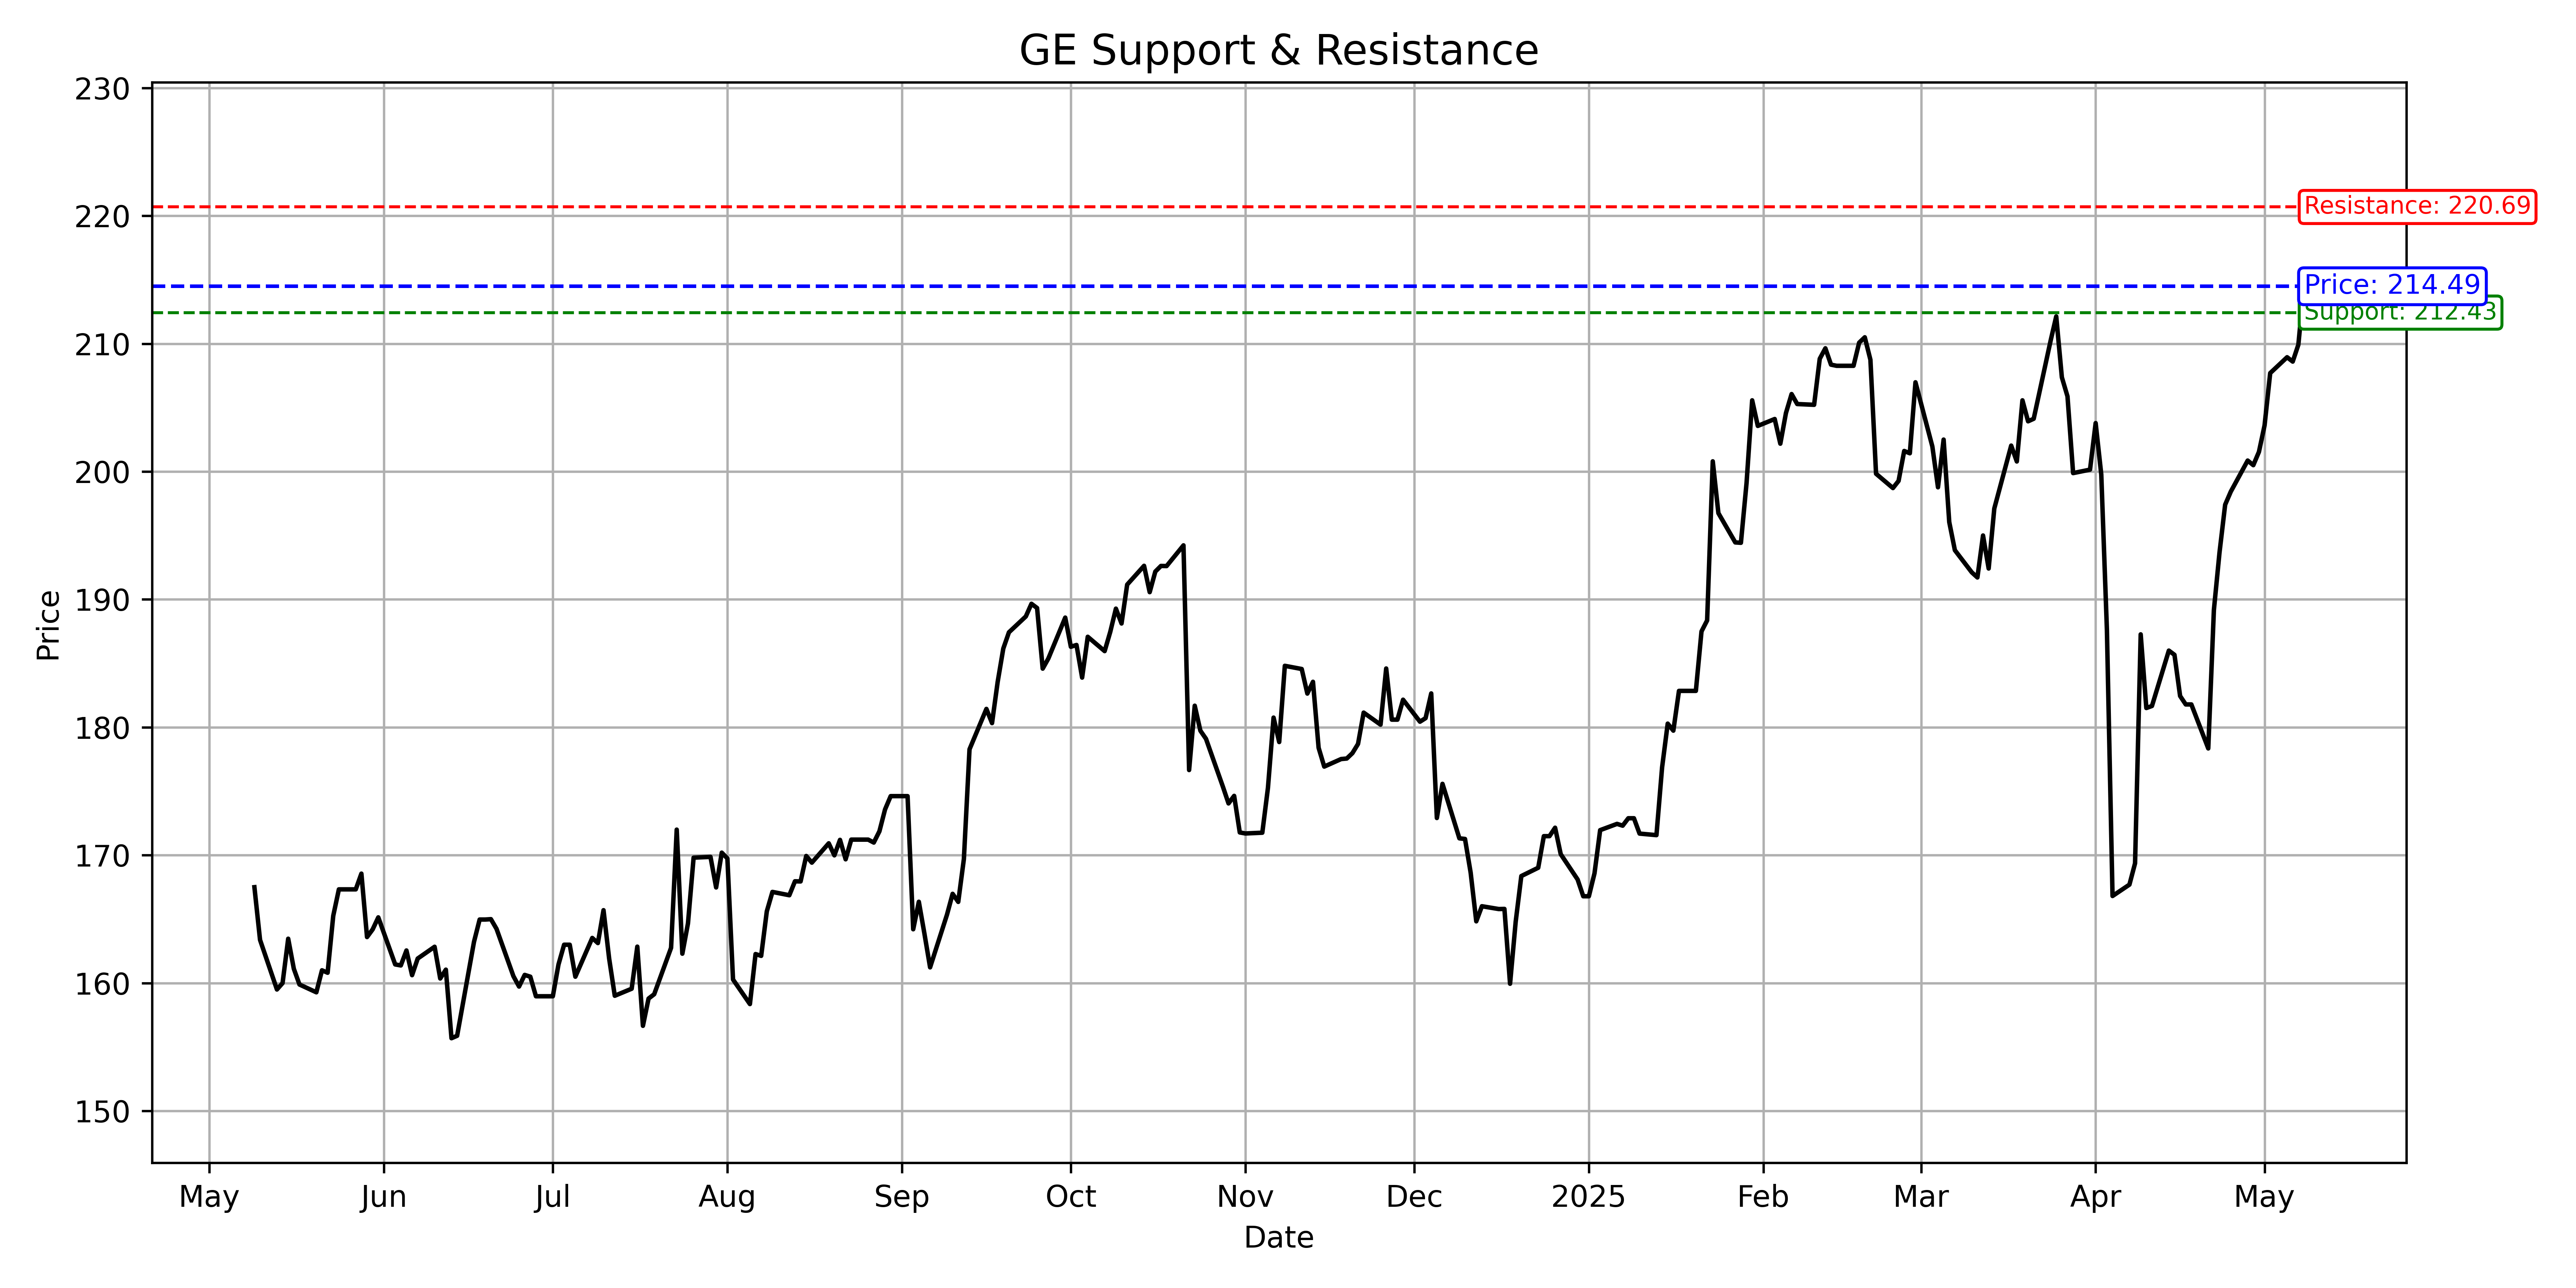 GE Support & Resistance
230
220
210
200
190
180
170
160
150
Price
Resistance: 220.69
Price: 214.49
Support: 212.43
May Jun Jul Aug Sep Oct Nov Dec 2025 Feb Mar Apr May
Date